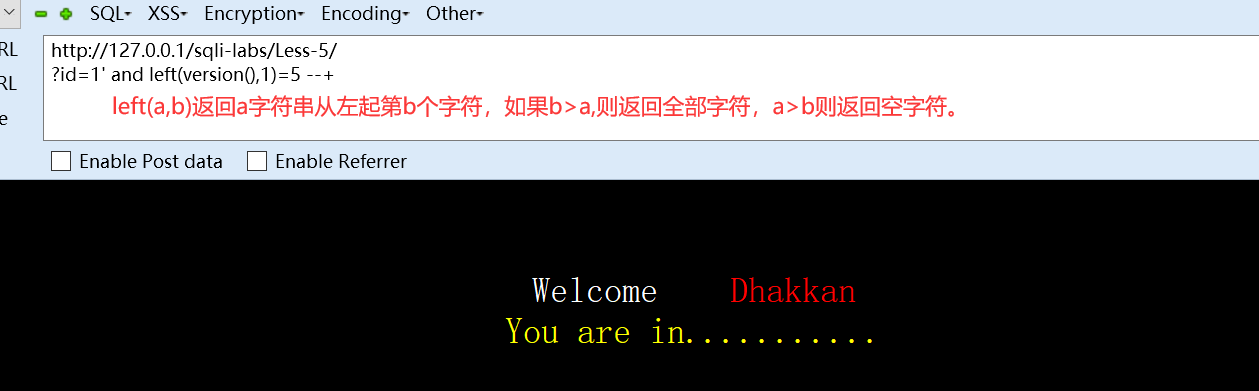 SQL▾ XSS▾ Encryption▾ Encoding▾ Other▾
RL
http://127.0.0.1/sqli-labs/Less-5/
RL
?id=1' and left(version(),1)=5 --+
e
left(a,b)返回a字符串从左起第b个字符，如果b>a,则返回全部字符，a>b则返回空字符。
Enable Post data Enable Referrer
Welcome Dhakkan
You are in...........